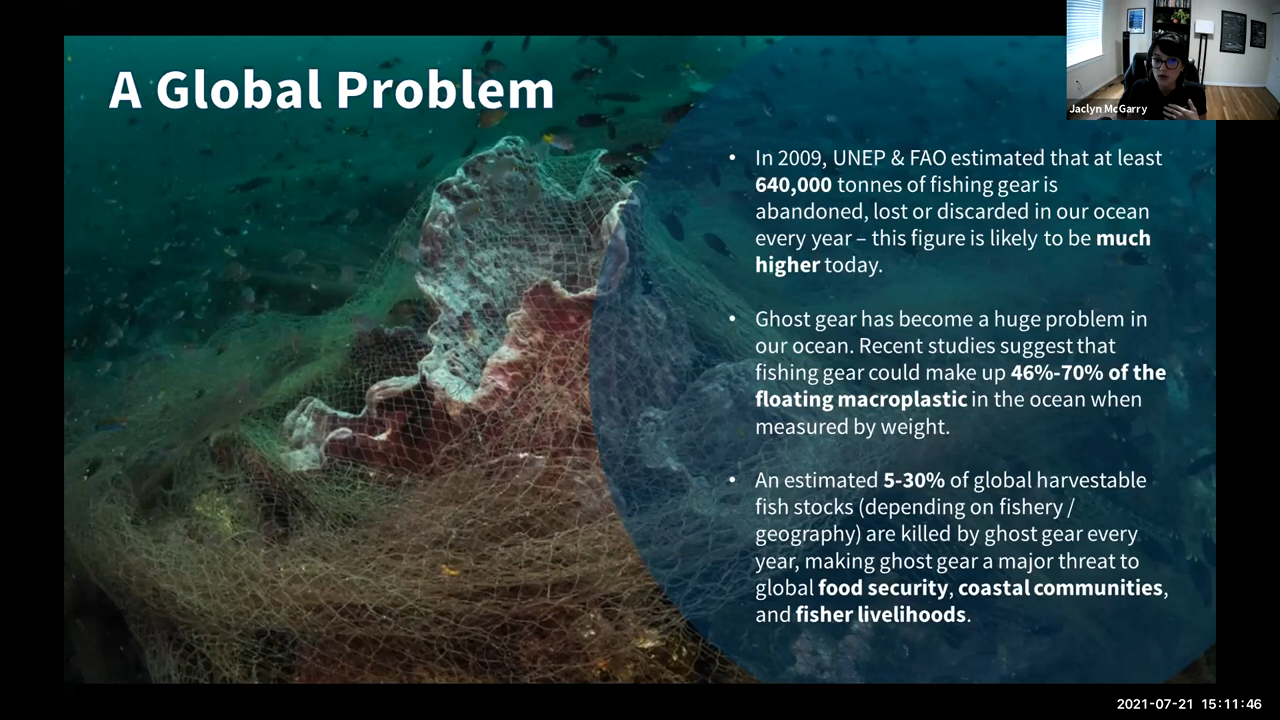 A Global Problem
Jaclyn McGarry
• In 2009, UNEP & FAO estimated that at least
640,000 tonnes of fishing gear is
abandoned, lost or discarded in our ocean
every year – this figure is likely to be much
higher today.
• Ghost gear has become a huge problem in
our ocean. Recent studies suggest that
fishing gear could make up 46%-70% of the
floating macroplastic in the ocean when
measured by weight.
• An estimated 5-30% of global harvestable
fish stocks (depending on fishery /
geography) are killed by ghost gear every
year, making ghost gear a major threat to
global food security, coastal communities,
and fisher livelihoods.
2021-07-21 15:11:46